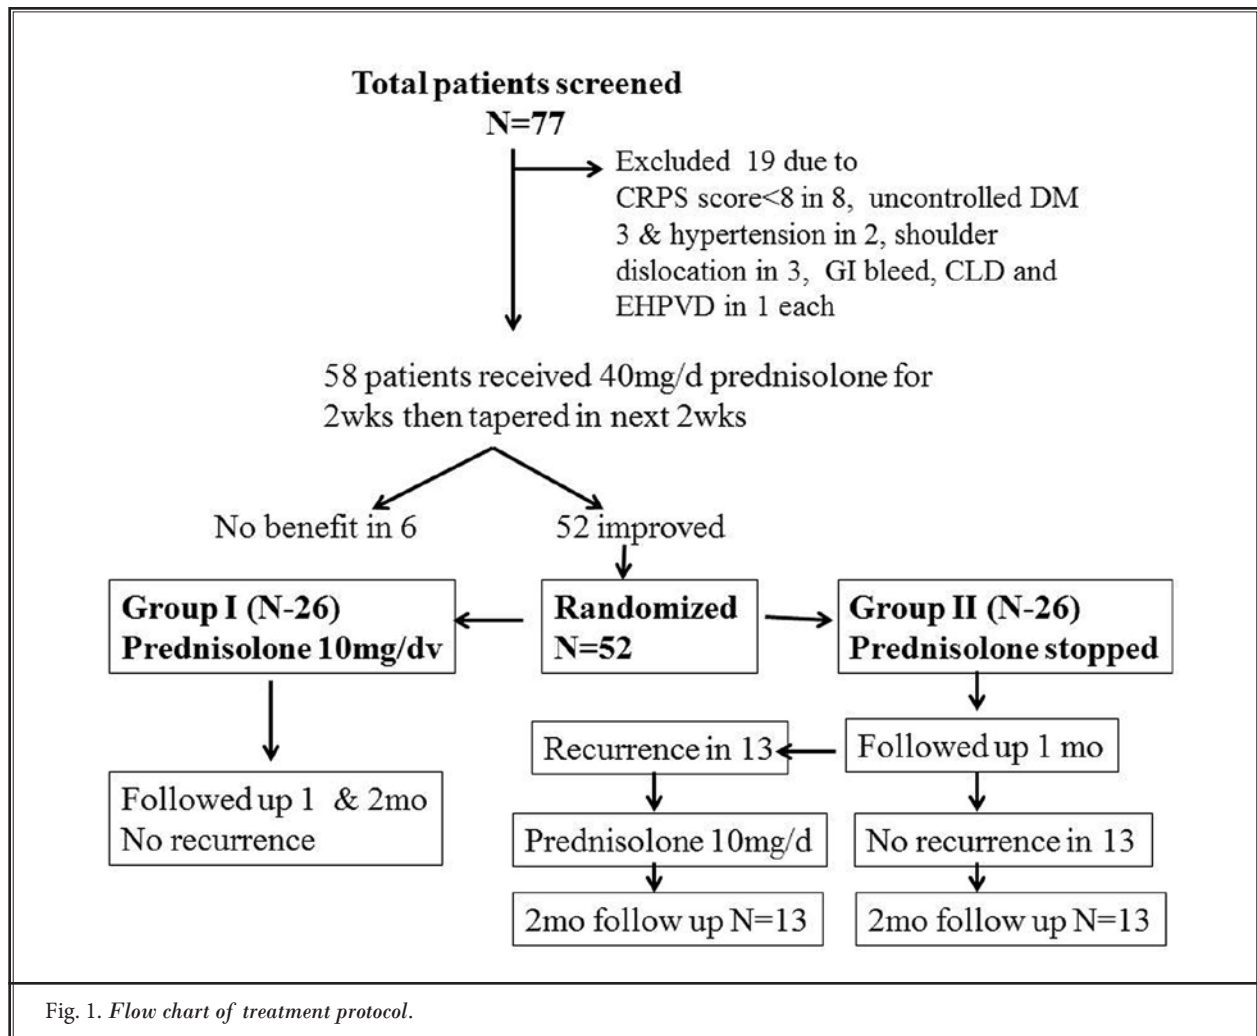 Total patients screened
N=77
Excluded 19 due to
CRPS score<8 in 8, uncontrolled DM
3 & hypertension in 2, shoulder
dislocation in 3, GI bleed, CLD and
EHPVD in 1 each
58 patients received 40mg/d prednisolone for
2wks then tapered in next 2wks
No benefit in 6
52 improved
Group I (N-26)
Prednisolone 10mg/dv
Randomized
N=52
Group II (N-26)
Prednisolone stopped
Followed up 1 & 2mo
No recurrence
Recurrence in 13
Followed up 1 mo
Prednisolone 10mg/d
No recurrence in 13
2mo follow up N=13
2mo follow up N=13
Fig. 1. Flow chart of treatment protocol.